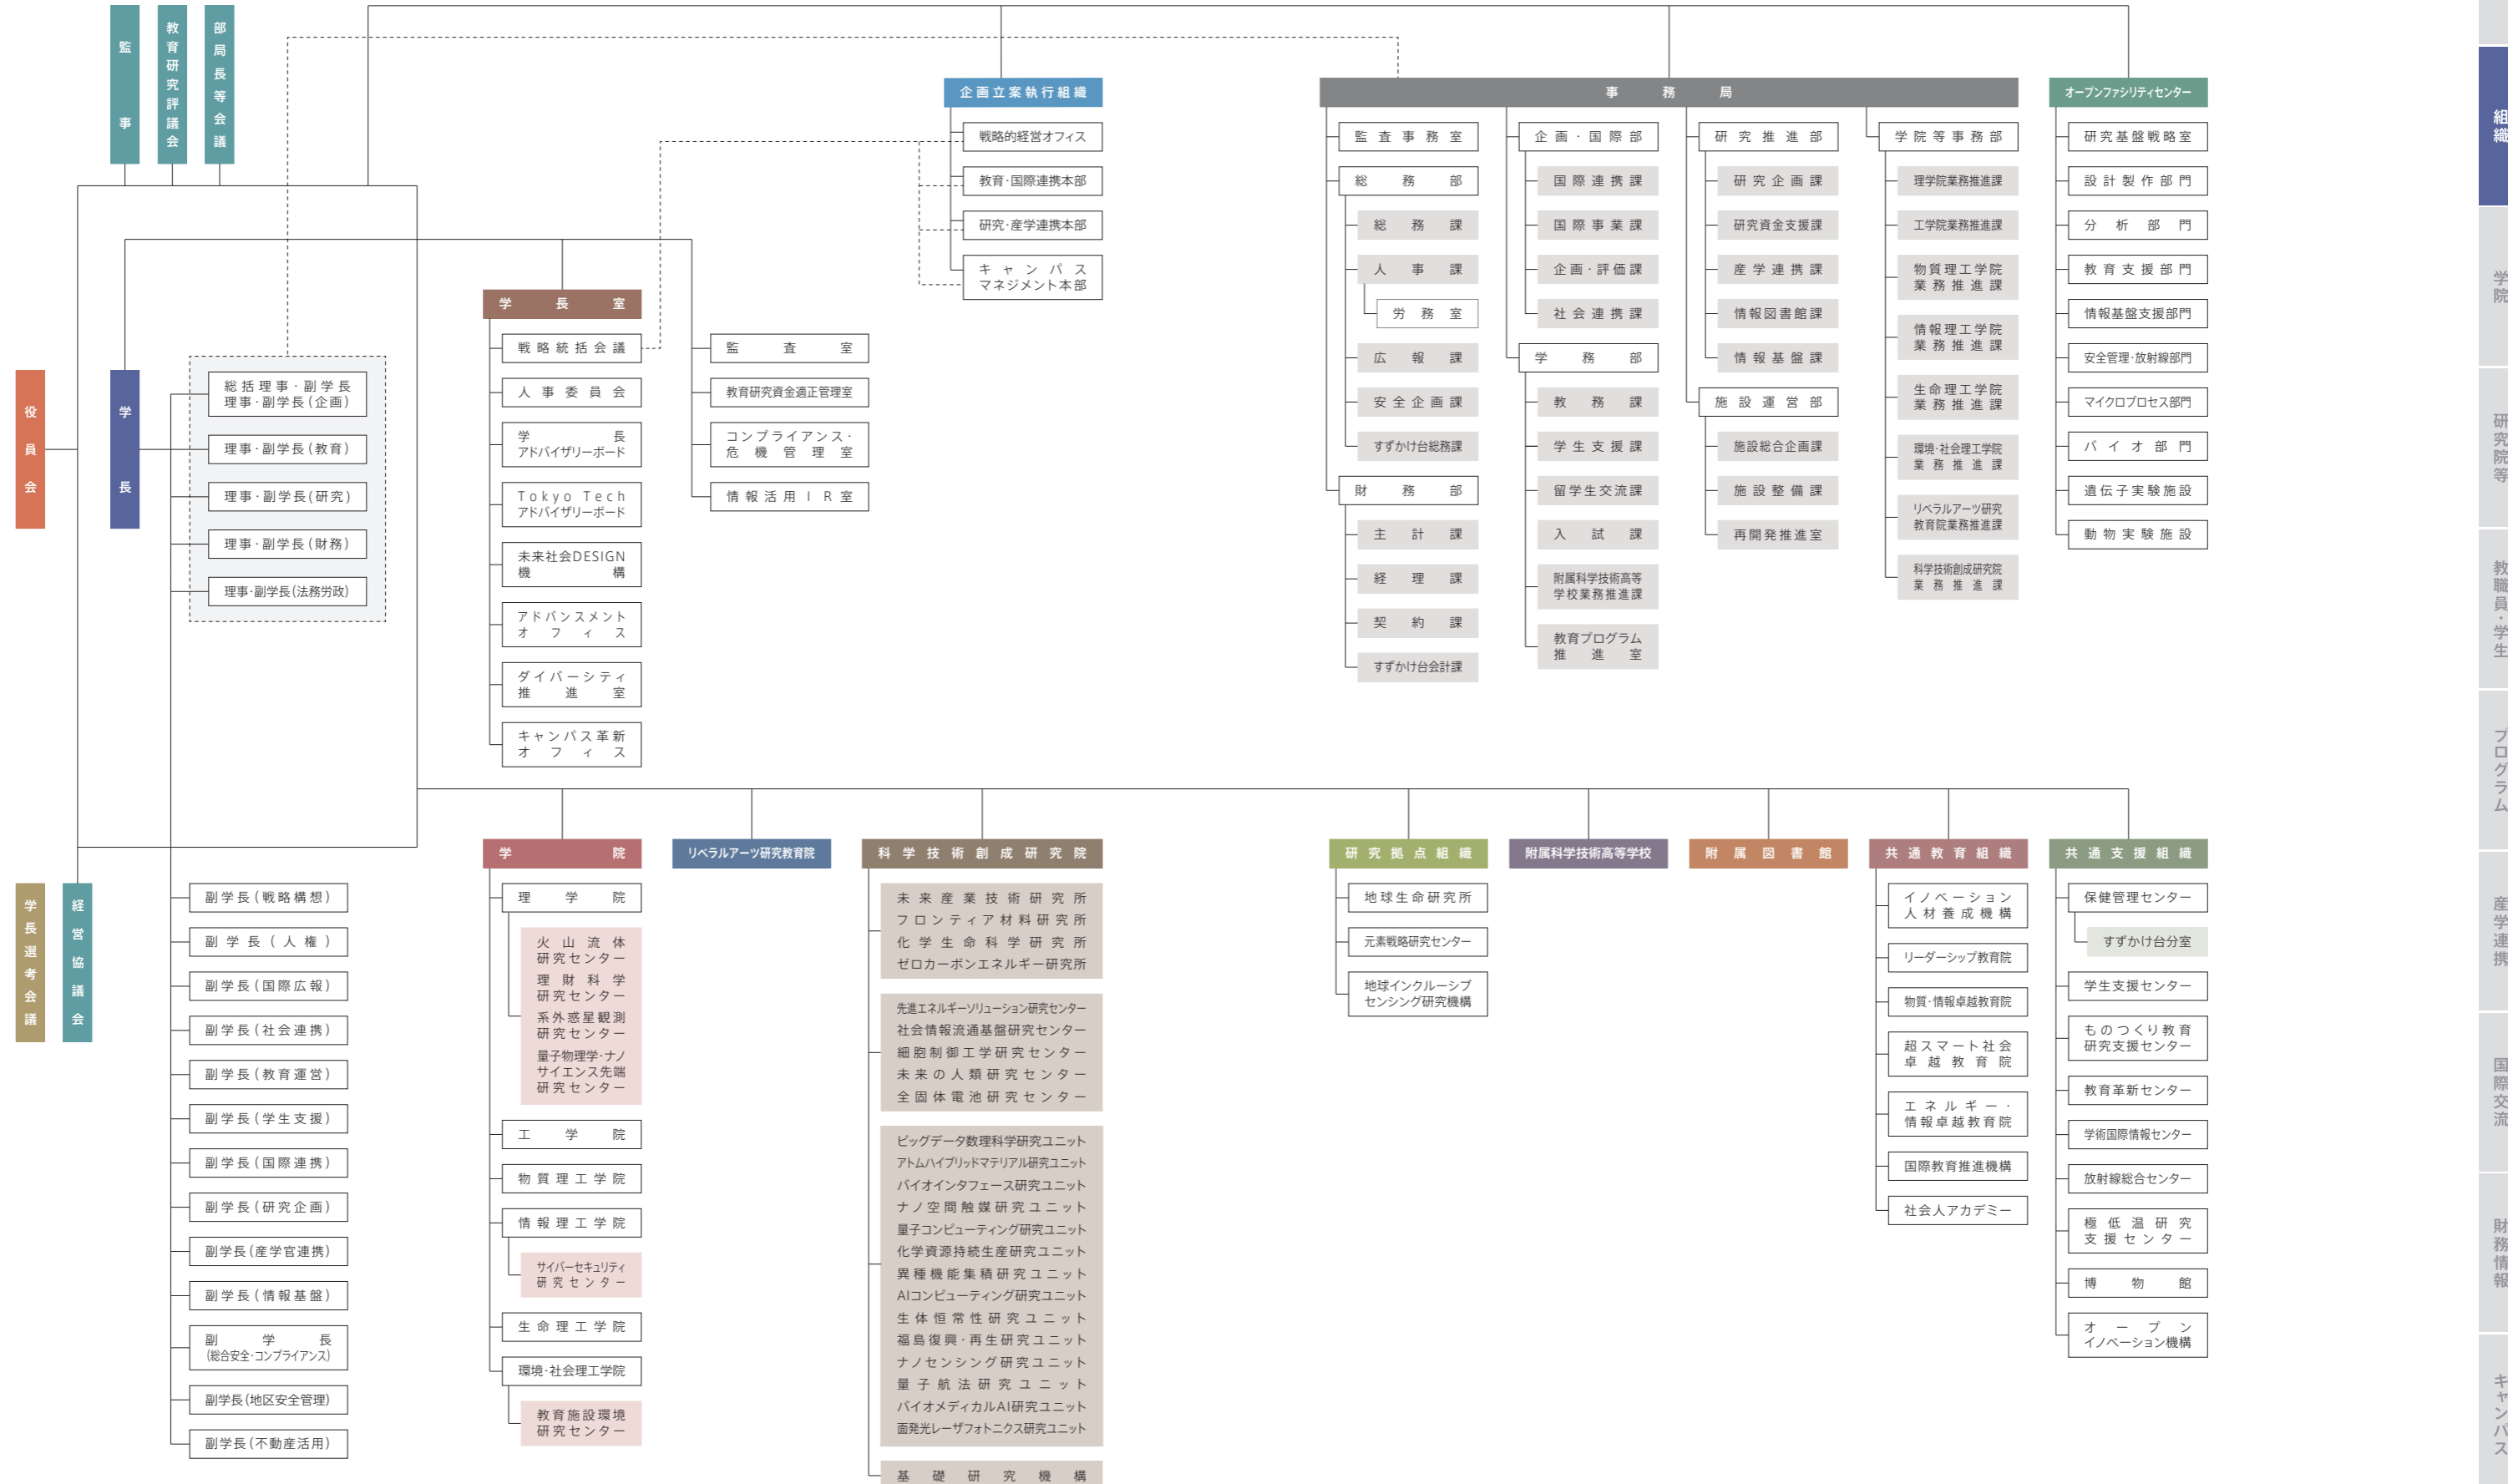 監事
教育研究評議会
部局長等会議
役員会
学長
総括理事・副学長
理事・副学長(企画)
理事・副学長(教育)
理事・副学長(研究)
理事・副学長(財務)
理事・副学長(法務労政)
学長選考会議
経営協議会
副学長(戦略構想)
副学長(人権)
副学長(国際広報)
副学長(社会連携)
副学長(教育運営)
副学長(学生支援)
副学長(国際連携)
副学長(研究企画)
副学長(産学官連携)
副学長(情報基盤)
副学長
(総合安全・コンプライアンス)
副学長(地区安全管理)
副学長(不動産活用)
学長室
戦略統括会議
人事委員会
学長
アドバイザリーボード
Tokyo Tech
アドバイザリーボード
未来社会DESIGN
機構
アドバンスメント
オフィス
ダイバーシティ
推進室
キャンパス革新
オフィス
監査室
教育研究資金適正管理室
コンプライアンス・
危機管理室
情報活用IR室
企画立案執行組織
戦略的経営オフィス
教育・国際連携本部
研究・産学連携本部
キャンパス
マネジメント本部
事務局
監査事務室
総務部
総務課
人事課
労務室
広報課
安全企画課
すずかけ台総務課
財務部
主計課
経理課
契約課
すずかけ台会計課
企画・国際部
国際連携課
国際事業課
企画・評価課
社会連携課
学務部
教務課
学生支援課
留学生交流課
入試課
附属科学技術高等
学校業務推進課
教育プログラム
推進室
研究推進部
研究企画課
研究資金支援課
産学連携課
情報図書館課
情報基盤課
施設運営部
施設総合企画課
施設整備課
再開発推進室
学院等事務部
理学院業務推進課
工学院業務推進課
物質理工学院
業務推進課
情報理工学院
業務推進課
生命理工学院
業務推進課
環境・社会理工学院
業務推進課
リベラルアーツ研究
教育院業務推進課
科学技術創成研究院
業務推進課
オープンファシリティセンター
研究基盤戦略室
設計製作部門
分析部門
教育支援部門
情報基盤支援部門
安全管理・放射線部門
マイクロプロセス部門
バイオ部門
遺伝子実験施設
動物実験施設
学院
理学院
火山流体
研究センター
理財科学
研究センター
系外惑星観測
研究センター
量子物理学・ナノ
サイエンス先端
研究センター
工学院
物質理工学院
情報理工学院
サイバーセキュリティ
研究センター
生命理工学院
環境・社会理工学院
教育施設環境
研究センター
リベラルアーツ研究教育院
科学技術創成研究院
未来産業技術研究所
フロンティア材料研究所
化学生命科学研究所
ゼロカーボンエネルギー研究所
先進エネルギーソリューション研究センター
社会情報流通基盤研究センター
細胞制御工学研究センター
未来の人類研究センター
全固体電池研究センター
ビッグデータ数理科学研究ユニット
アトムハイブリッドマテリアル研究ユニット
バイオインタフェース研究ユニット
ナノ空間触媒研究ユニット
量子コンピューティング研究ユニット
化学資源持続生産研究ユニット
異種機能集積研究ユニット
AIコンピューティング研究ユニット
生体恒常性研究ユニット
福島復興・再生研究ユニット
ナノセンシング研究ユニット
量子航法研究ユニット
バイオメディカルAI研究ユニット
面発光レーザフォトニクス研究ユニット
基礎研究機構
研究拠点組織
地球生命研究所
元素戦略研究センター
地球インクルーシブ
センシング研究機構
附属科学技術高等学校
附属図書館
共通教育組織
イノベーション
人材養成機構
リーダーシップ教育院
物質・情報卓越教育院
超スマート社会
卓越教育院
エネルギー・
情報卓越教育院
国際教育推進機構
社会人アカデミー
共通支援組織
保健管理センター
すずかけ台分室
学生支援センター
ものつくり教育
研究支援センター
教育革新センター
学術国際情報センター
放射線総合センター
極低温研究
支援センター
博物館
オープン
イノベーション機構
組織
学院
研究院等
教職員・学生
プログラム
産学連携
国際交流
財務情報
キャンパス